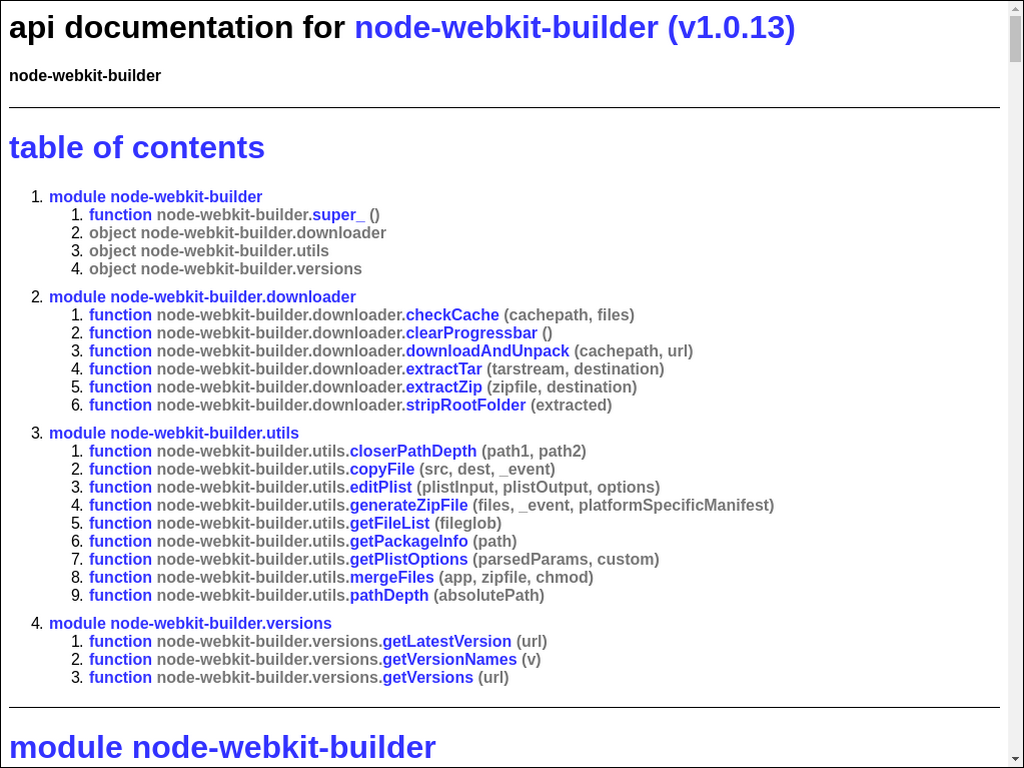 api documentation for node-webkit-builder (v1.0.13)
node-webkit-builder
table of contents
1. module node-webkit-builder
1. function node-webkit-builder.super_ ()
2. object node-webkit-builder.downloader
3. object node-webkit-builder.utils
4. object node-webkit-builder.versions
2. module node-webkit-builder.downloader
1. function node-webkit-builder.downloader.checkCache (cachepath, files)
2. function node-webkit-builder.downloader.clearProgressbar ()
3. function node-webkit-builder.downloader.downloadAndUnpack (cachepath, url)
4. function node-webkit-builder.downloader.extractTar (tarstream, destination)
5. function node-webkit-builder.downloader.extractZip (zipfile, destination)
6. function node-webkit-builder.downloader.stripRootFolder (extracted)
3. module node-webkit-builder.utils
1. function node-webkit-builder.utils.closerPathDepth (path1, path2)
2. function node-webkit-builder.utils.copyFile (src, dest, _event)
3. function node-webkit-builder.utils.editPlist (plistInput, plistOutput, options)
4. function node-webkit-builder.utils.generateZipFile (files, _event, platformSpecificManifest)
5. function node-webkit-builder.utils.getFileList (fileglob)
6. function node-webkit-builder.utils.getPackageInfo (path)
7. function node-webkit-builder.utils.getPlistOptions (parsedParams, custom)
8. function node-webkit-builder.utils.mergeFiles (app, zipfile, chmod)
9. function node-webkit-builder.utils.pathDepth (absolutePath)
4. module node-webkit-builder.versions
1. function node-webkit-builder.versions.getLatestVersion (url)
2. function node-webkit-builder.versions.getVersionNames (v)
3. function node-webkit-builder.versions.getVersions (url)
module node-webkit-builder